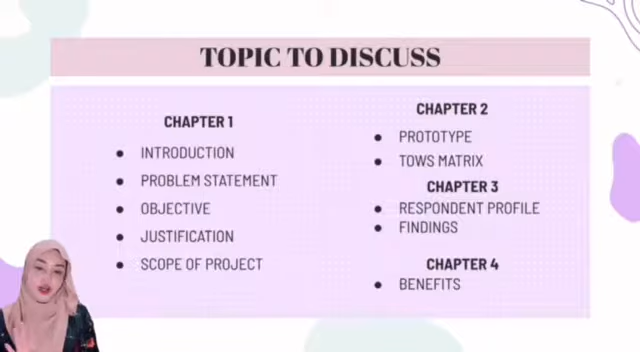 TOPIC TO DISCUSS
CHAPTER 1
INTRODUCTION
PROBLEM STATEMENT
OBJECTIVE
JUSTIFICATION
SCOPE OF PROJECT
CHAPTER 2
PROTOTYPE
TOWS MATRIX
CHAPTER 3
RESPONDENT PROFILE
FINDINGS
CHAPTER 4
BENEFITS